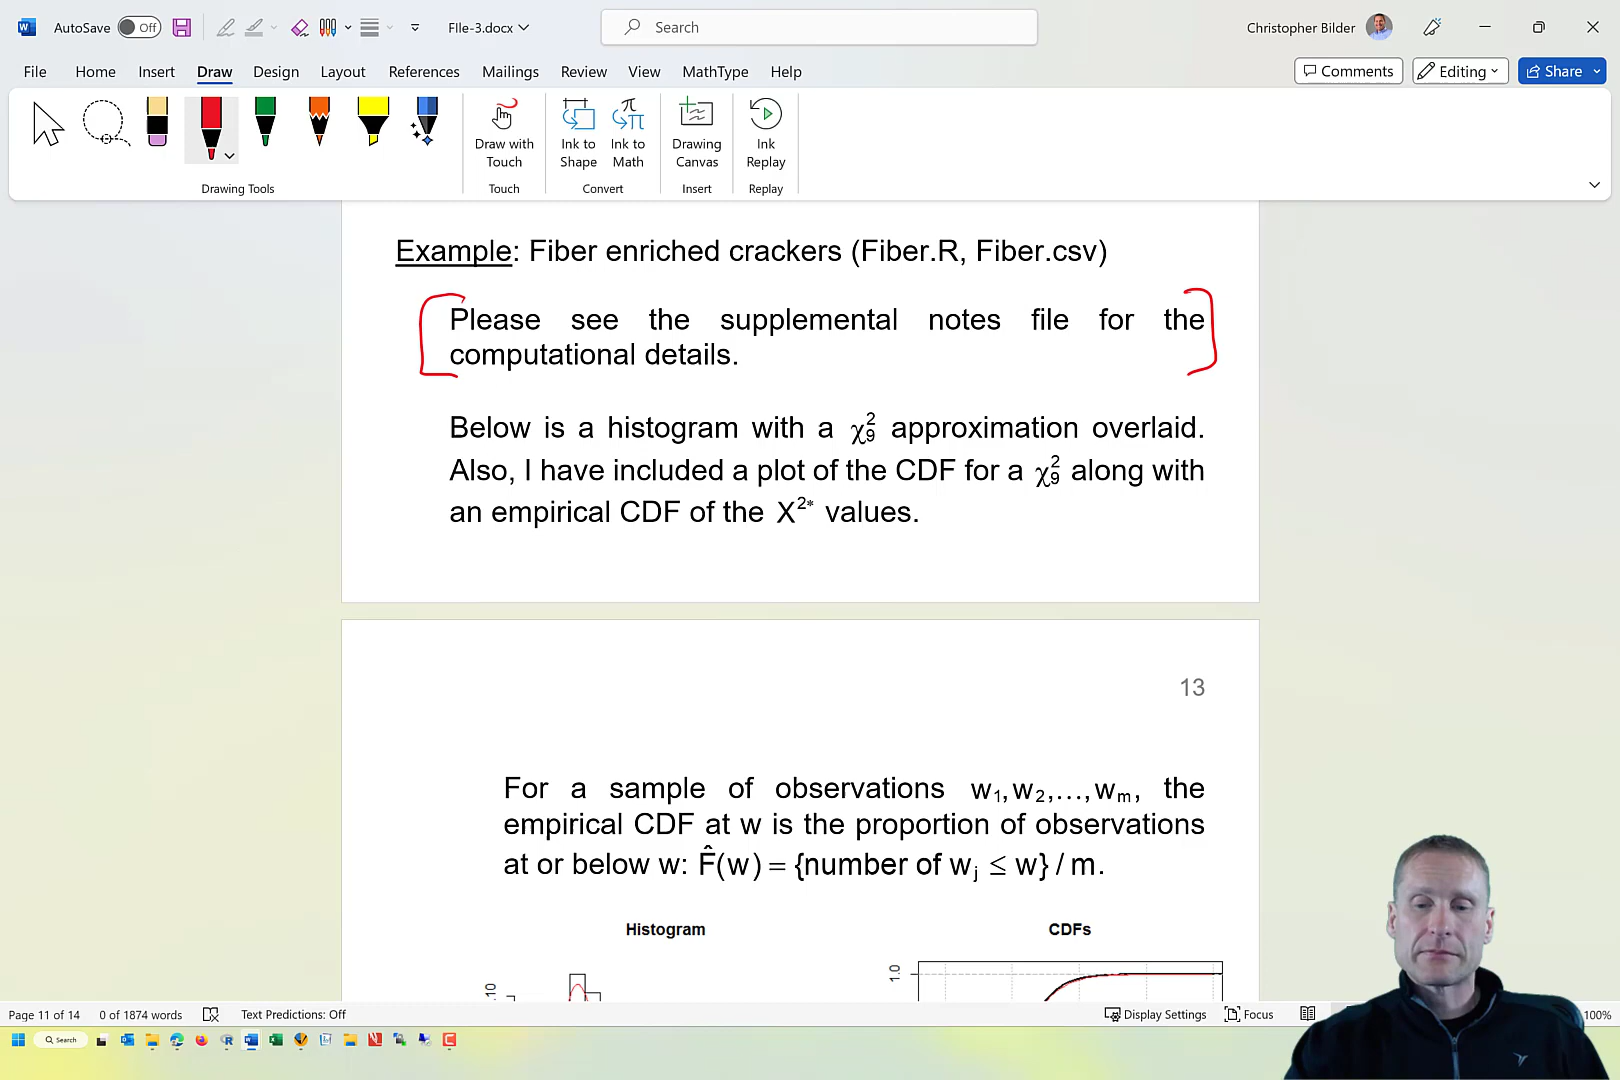 AutoSave Off FIle-3.docx Search Christopher Bilder
File Home Insert Draw Design Layout References Mailings Review View MathType Help Comments Editing Share
Draw with Touch
Ink to Shape
Ink to Math
Drawing Canvas
Ink Replay
Drawing Tools Touch Convert Insert Replay
Example: Fiber enriched crackers (Fiber.R, Fiber.csv)
Please see the supplemental notes file for the
computational details.
Below is a histogram with a χ²₉ approximation overlaid.
Also, I have included a plot of the CDF for a χ²₉ along with
an empirical CDF of the X²* values.
13
For a sample of observations w₁,w₂,…,wₘ, the
empirical CDF at w is the proportion of observations
at or below w: F̂(w) = {number of wⱼ ≤ w} / m.
Histogram CDFs
.10 1.0
Page 11 of 14 0 of 1874 words Text Predictions: Off Display Settings Focus 100%
Search